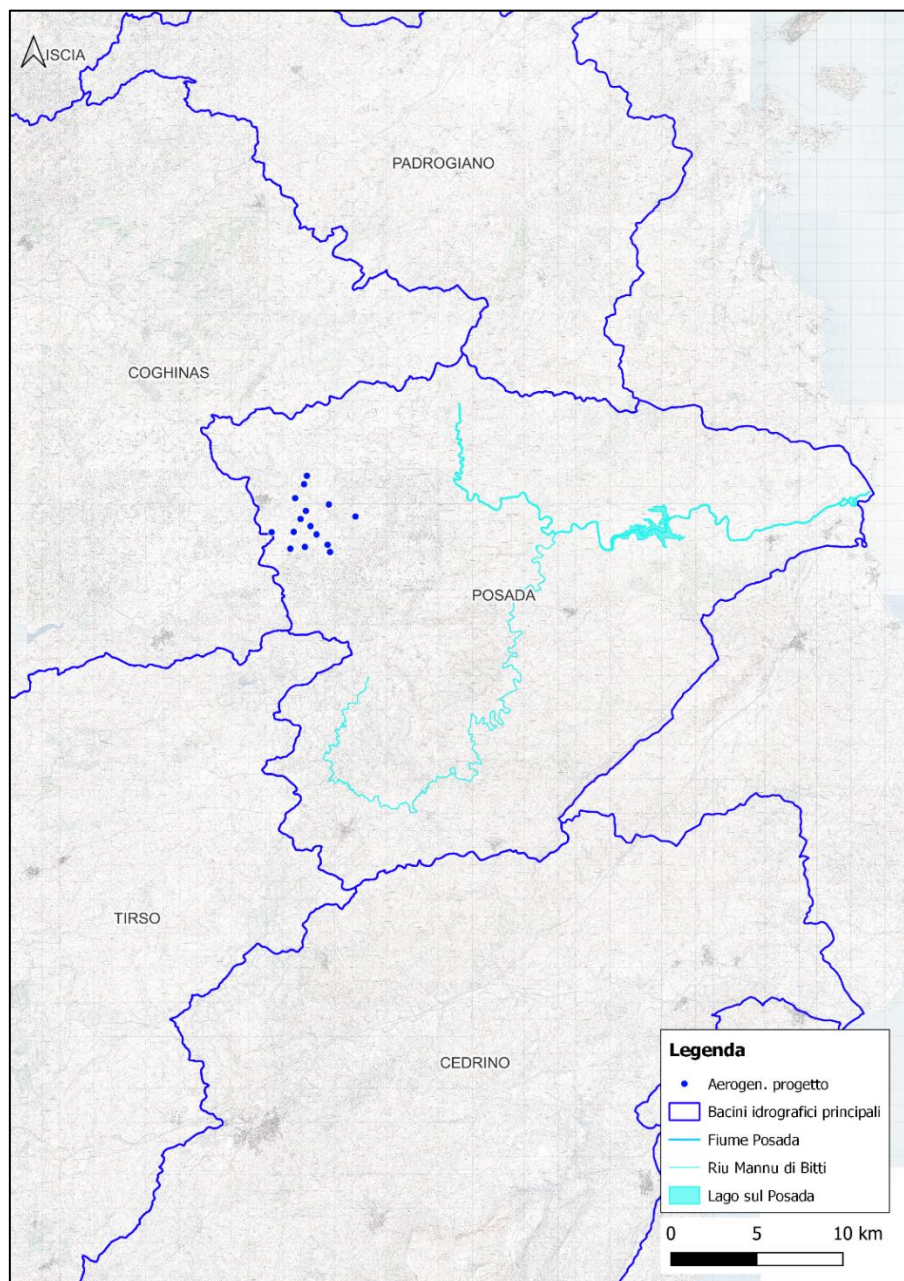 ISCIA
PADROGIANO
COGHINAS
POSADA
TIRSO
CEDRINO
Legenda
Aerogen. progetto
Bacini idrografici principali
Fiume Posada
Riu Mannu di Bitti
Lago sul Posada
0 5 10 km